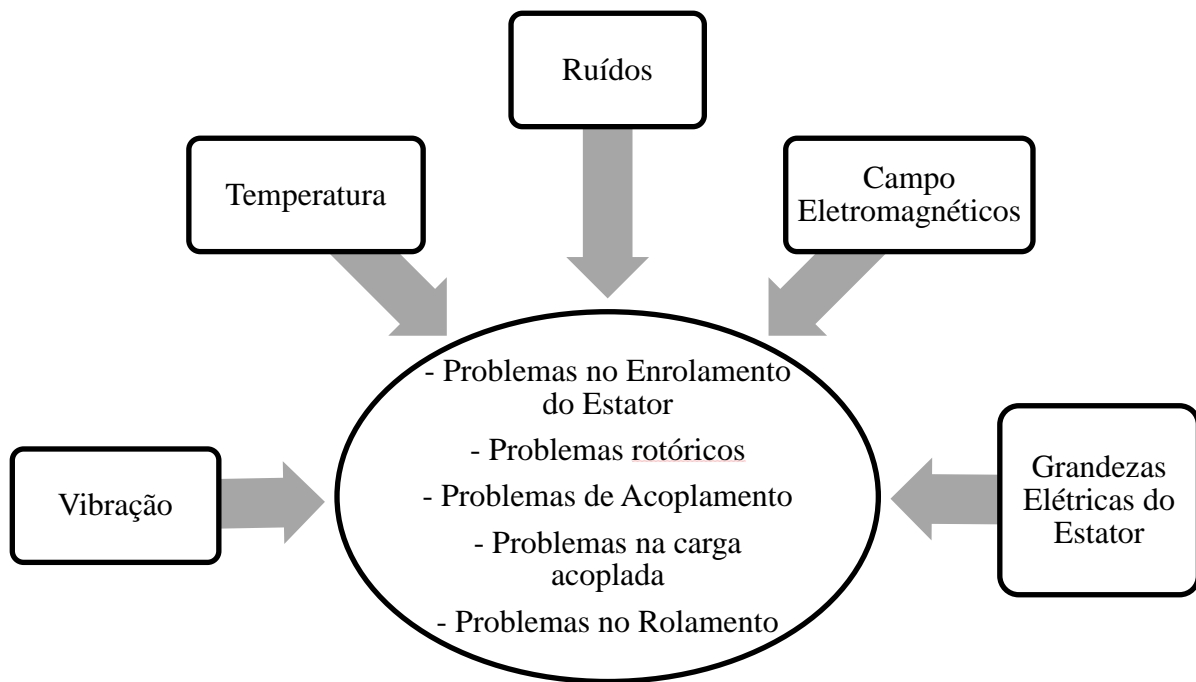 Ruídos
Temperatura
Campo
Eletromagnéticos
- Problemas no Enrolamento
do Estator
- Problemas rotóricos
- Problemas de Acoplamento
- Problemas na carga
acoplada
- Problemas no Rolamento
Vibração
Grandezas
Elétricas do
Estator